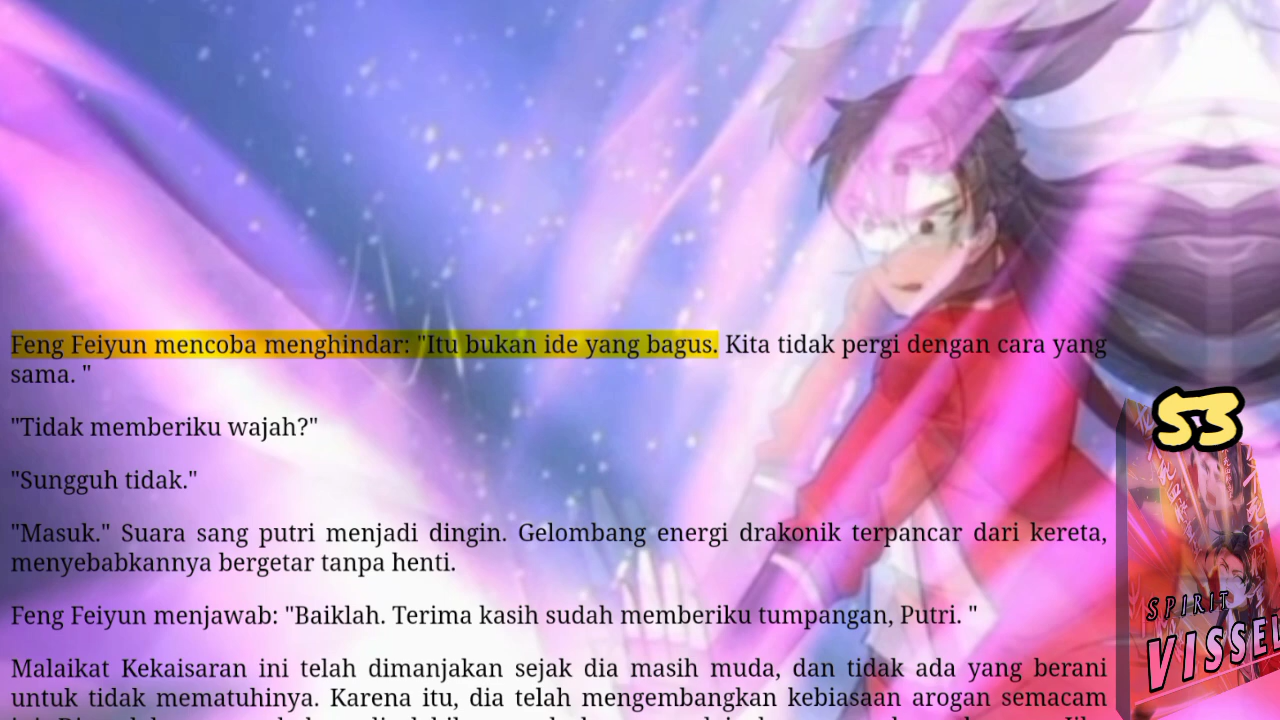 Feng Feiyun mencoba menghindar: "Itu bukan ide yang bagus. Kita tidak pergi dengan cara yang
sama. "
"Tidak memberiku wajah?"
"Sungguh tidak."
"Masuk." Suara sang putri menjadi dingin. Gelombang energi drakonik terpancar dari kereta,
menyebabkannya bergetar tanpa henti.
Feng Feiyun menjawab: "Baiklah. Terima kasih sudah memberiku tumpangan, Putri. "
Malaikat Kekaisaran ini telah dimanjakan sejak dia masih muda, dan tidak ada yang berani
untuk tidak mematuhinya. Karena itu, dia telah mengembangkan kebiasaan arogan semacam
53
SPIRIT
VISSEL